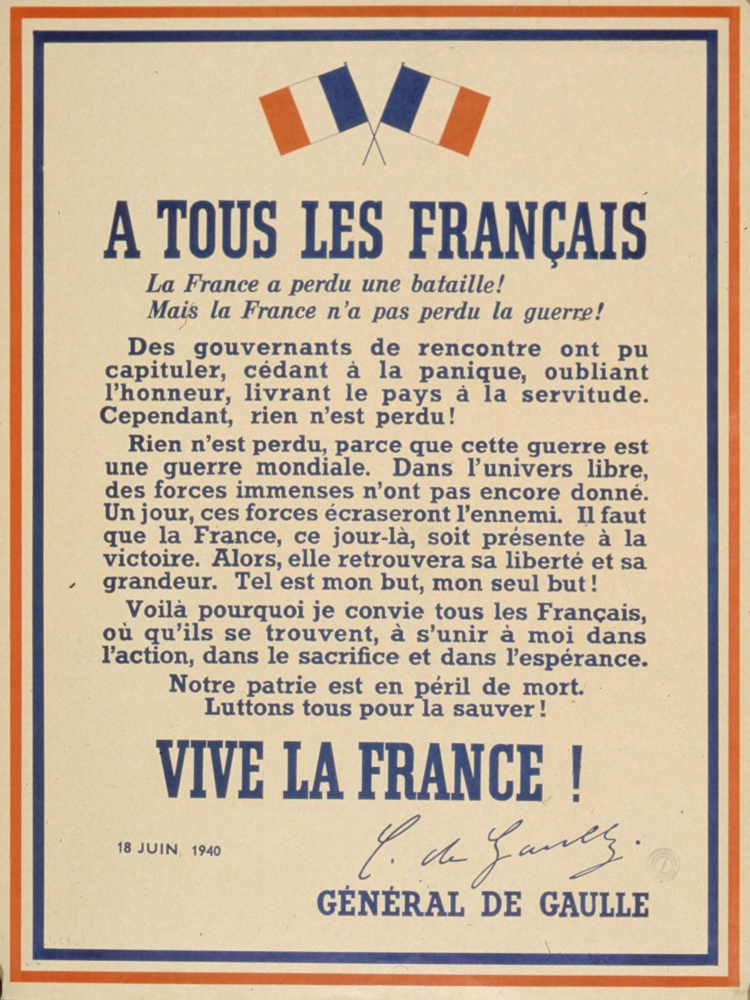 A TOUS LES FRANÇAIS
La France a perdu une bataille!
Mais la France n'a pas perdu la guerre!
Des gouvernants de rencontre ont pu
capituler, cédant à la panique, oubliant
l'honneur, livrant le pays à la servitude.
Cependant, rien n'est perdu!
Rien n'est perdu, parce que cette guerre est
une guerre mondiale. Dans l'univers libre,
des forces immenses n'ont pas encore donné.
Un jour, ces forces écraseront l'ennemi. Il faut
que la France, ce jour-là, soit présente à la
victoire. Alors, elle retrouvera sa liberté et sa
grandeur. Tel est mon but, mon seul but!
Voilà pourquoi je convie tous les Français,
où qu'ils se trouvent, à s'unir à moi dans
l'action, dans le sacrifice et dans l'espérance.
Notre patrie est en péril de mort.
Luttons tous pour la sauver!
VIVE LA FRANCE !
18 JUIN 1940
C. de Gaulle.
GÉNÉRAL DE GAULLE